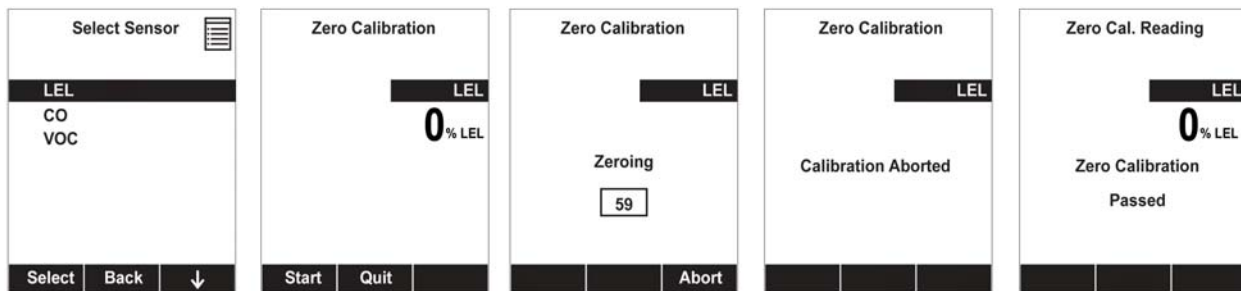 Select Sensor
LEL
CO
VOC
Select Back ↓
Zero Calibration
LEL
0 % LEL
Start Quit
Zero Calibration
LEL
Zeroing
59
Abort
Zero Calibration
LEL
Calibration Aborted
Zero Cal. Reading
LEL
0 % LEL
Zero Calibration
Passed